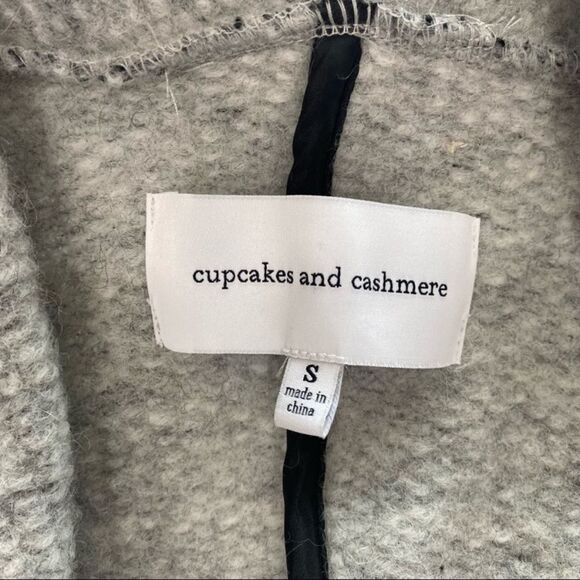 cupcakes and cashmere
S
made in
china